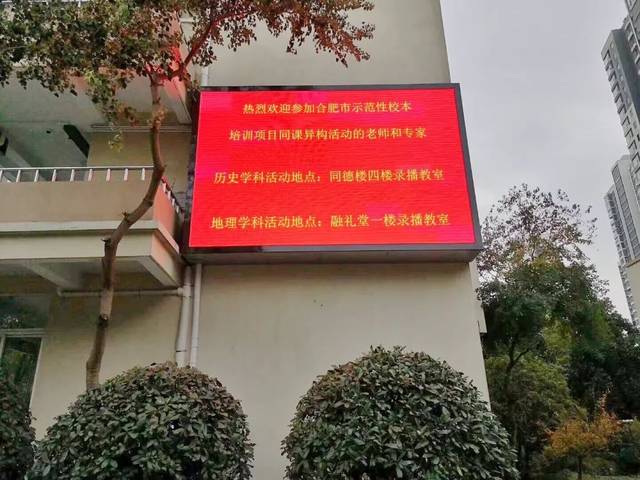 热烈欢迎参加合肥市示范性校本
培训项目同课异构活动的老师和专家
历史学科活动地点：同德楼四楼录播教室
地理学科活动地点：融礼堂一楼录播教室